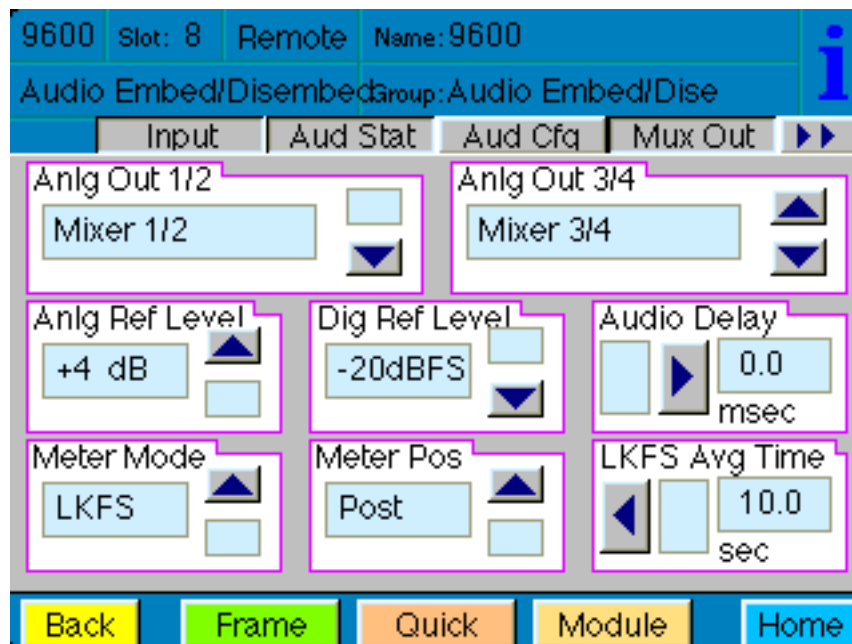 9600 Slot: 8 Remote Name:9600
Audio Embed/Disembed Group:Audio Embed/Dise
i
Input Aud Stat Aud Cfg Mux Out
Anlg Out 1/2 Anlg Out 3/4
Mixer 1/2 Mixer 3/4
Anlg Ref Level Dig Ref Level Audio Delay
+4 dB -20dBFS 0.0
msec
Meter Mode Meter Pos LKFS Avg Time
LKFS Post 10.0
sec
Back Frame Quick Module Home